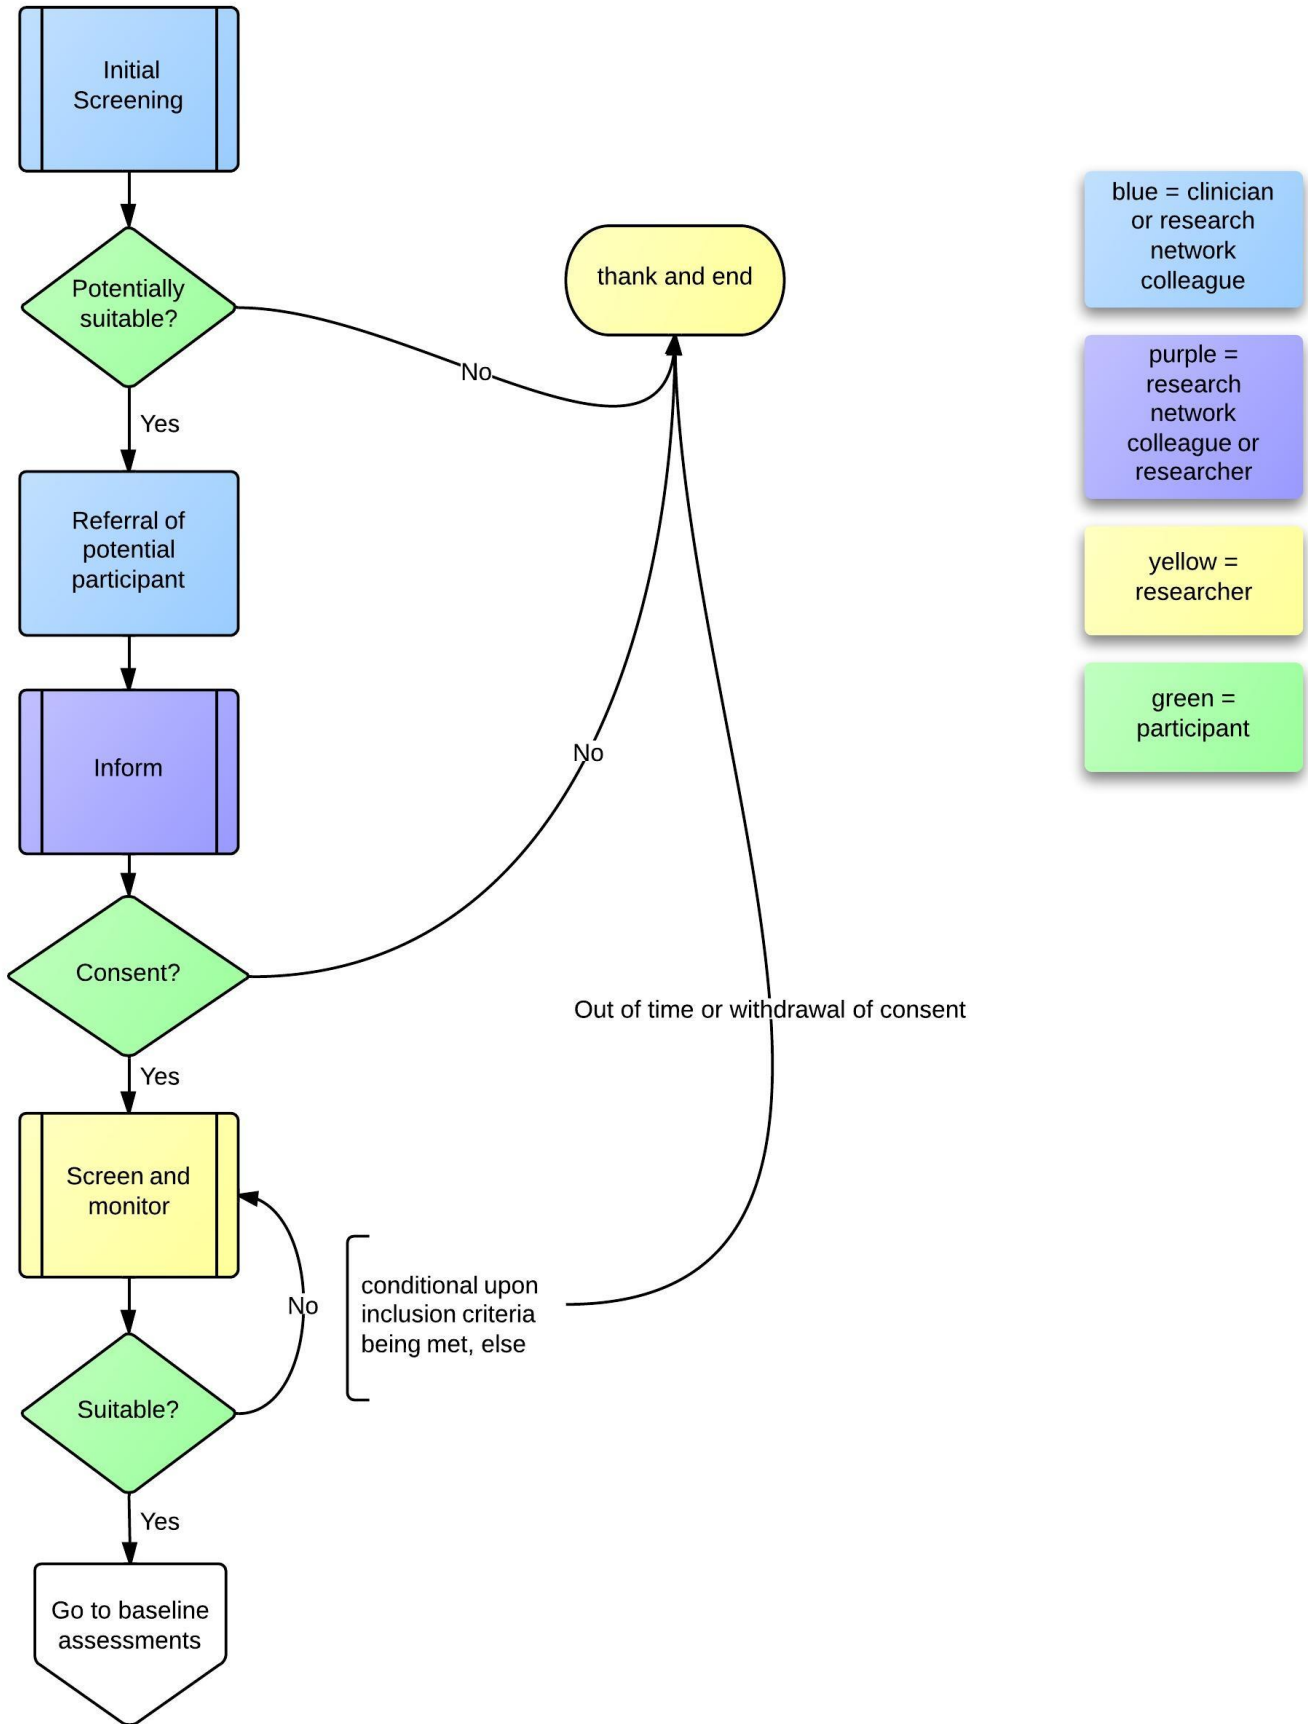 Initial
Screening
Potentially
suitable?
No
Yes
thank and end
Referral of
potential
participant
Inform
No
Consent?
Out of time or withdrawal of consent
Yes
Screen and
monitor
No
conditional upon
inclusion criteria
being met, else
Suitable?
Yes
Go to baseline
assessments
blue = clinician
or research
network
colleague
purple =
research
network
colleague or
researcher
yellow =
researcher
green =
participant